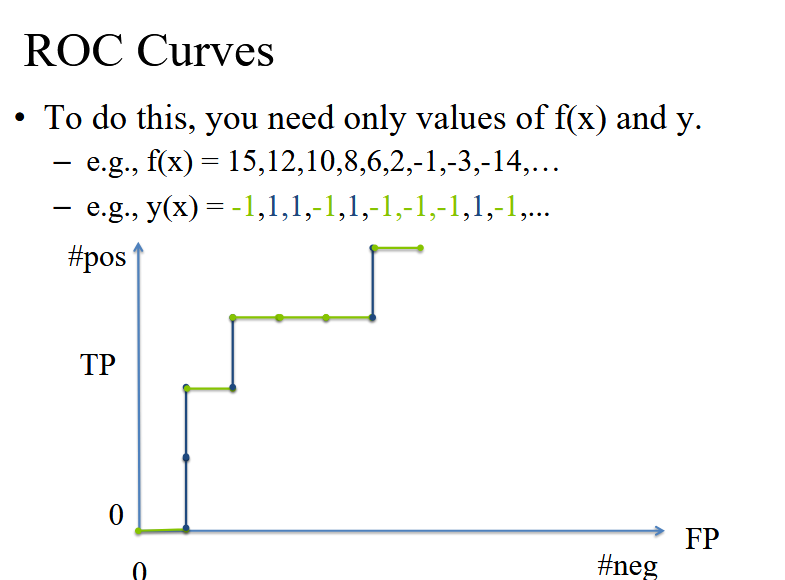 ROC Curves
• To do this, you need only values of f(x) and y.
– e.g., f(x) = 15,12,10,8,6,2,-1,-3,-14,…
– e.g., y(x) = -1,1,1,-1,1,-1,-1,-1,1,-1,...
#pos
TP
0
FP
#neg
0